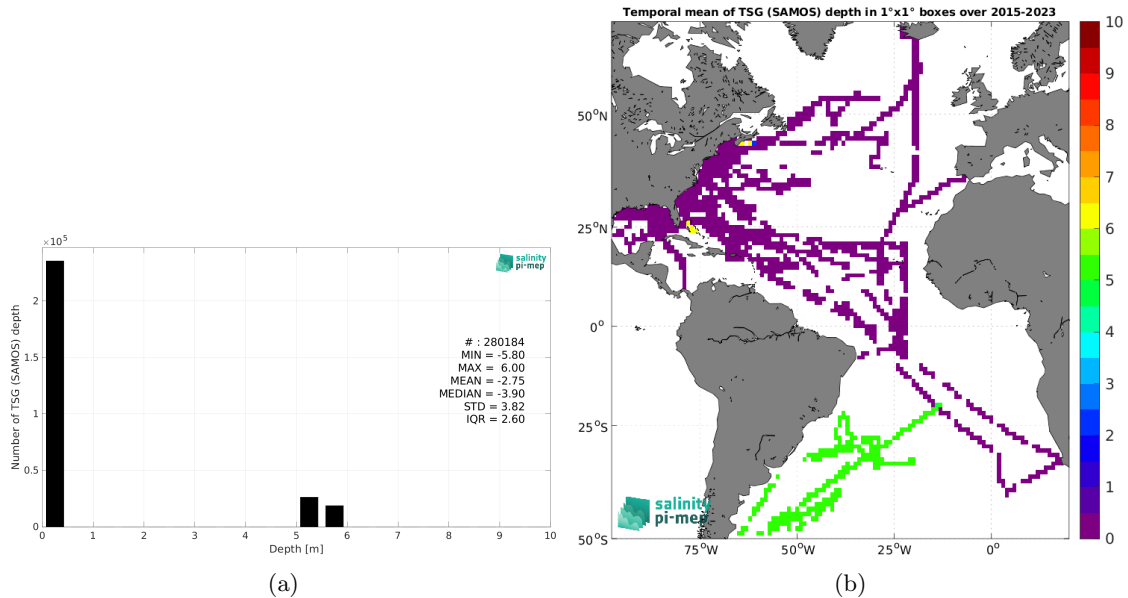 Temporal mean of TSG (SAMOS) depth in 1°x1° boxes over 2015-2023
×10⁵
Number of TSG (SAMOS) depth
2
1.5
1
0.5
0
salinity
pi-mep
# : 280184
MIN = -5.80
MAX = 6.00
MEAN = -2.75
MEDIAN = -3.90
STD = 3.82
IQR = 2.60
0 1 2 3 4 5 6 7 8 9 10
Depth [m]
(a)
50°N
25°N
0°
25°S
50°S
75°W 50°W 25°W 0°
salinity
pi-mep
10
9
8
7
6
5
4
3
2
1
0
(b)